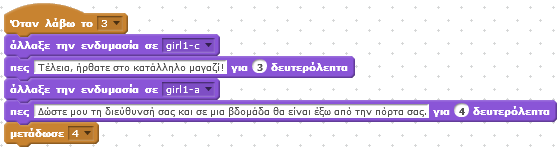 Όταν λάβω το 3
άλλαξε την ενδυμασία σε girl1-c
πες Τέλεια, ήρθατε στο κατάλληλο μαγαζί! για 3 δευτερόλεπτα
άλλαξε την ενδυμασία σε girl1-a
πες Δώστε μου τη διεύθυνσή σας και σε μια βδομάδα θα είναι έξω από την πόρτα σας. για 4 δευτερόλεπτα
μετάδωσε 4